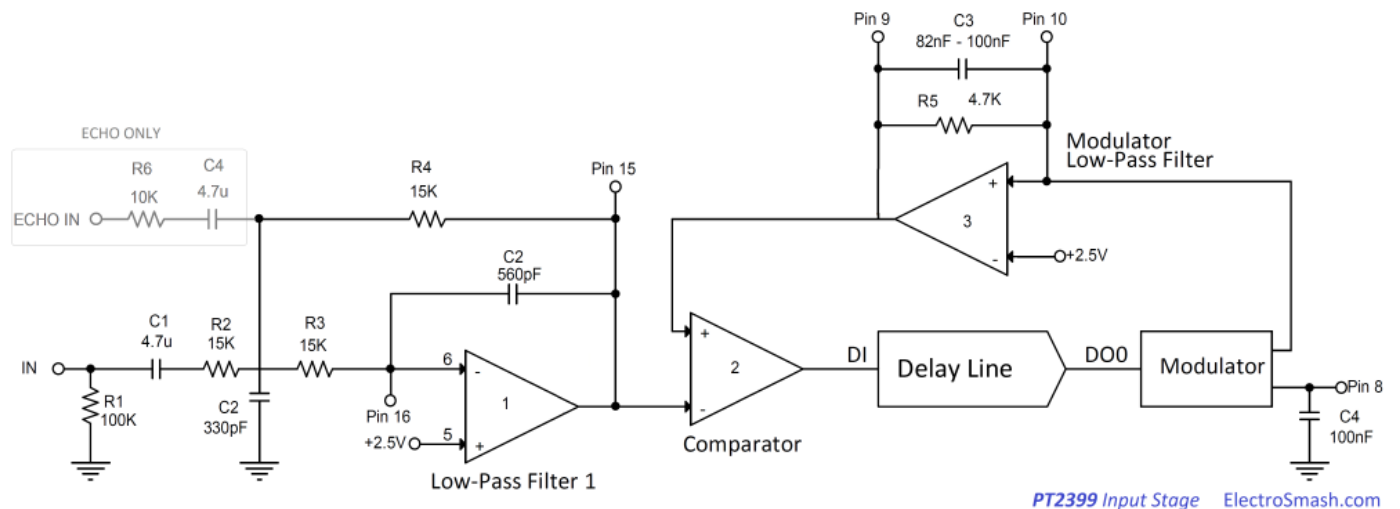 Pin 9
C3
82nF - 100nF
Pin 10
R5 4.7K
Modulator
Low-Pass Filter
ECHO ONLY
R6
10K
C4
4.7u
ECHO IN
R4
15K
Pin 15
+
3
-
+2.5V
C2
560pF
C1
4.7u
R2
15K
R3
15K
IN
R1
100K
C2
330pF
Pin 16
6
-
1
+2.5V
5
+
Low-Pass Filter 1
+
2
-
Comparator
DI
Delay Line
DO0
Modulator
Pin 8
C4
100nF
PT2399 Input Stage ElectroSmash.com